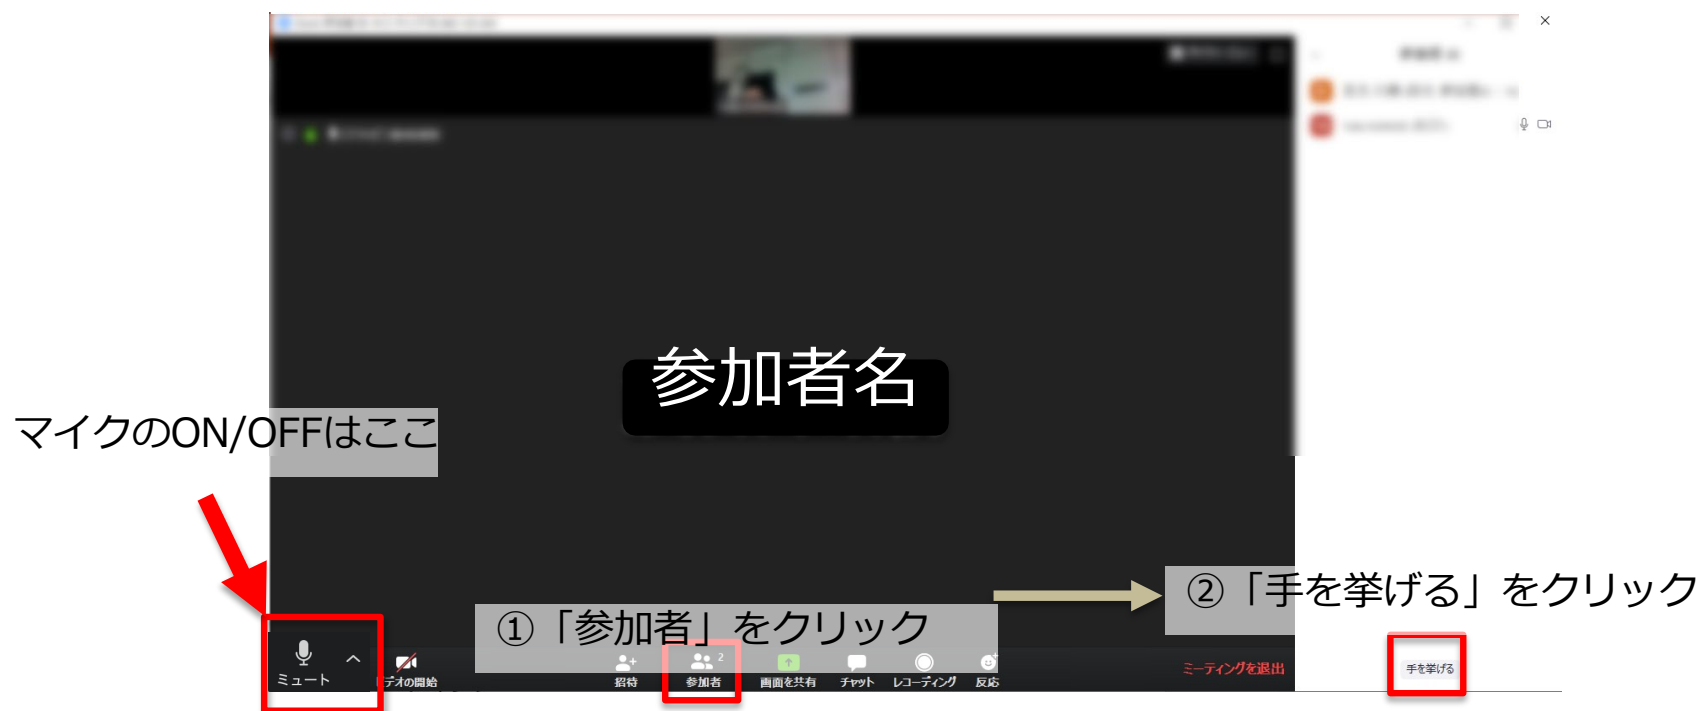 参加者名
マイクのON/OFFはここ
②「手を挙げる」をクリック
①「参加者」をクリック
ミュート
デオの開始
招待
参加者
2
画面を共有
チャット
レコーディング
反応
ミーティングを退出
手を挙げる